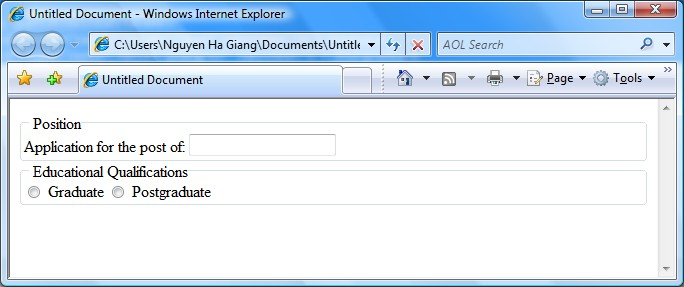 Untitled Document - Windows Internet Explorer
C:\Users\Nguyen Ha Giang\Documents\Untitle
AOL Search
Untitled Document
Page
Tools
Position
Application for the post of:
Educational Qualifications
Graduate Postgraduate